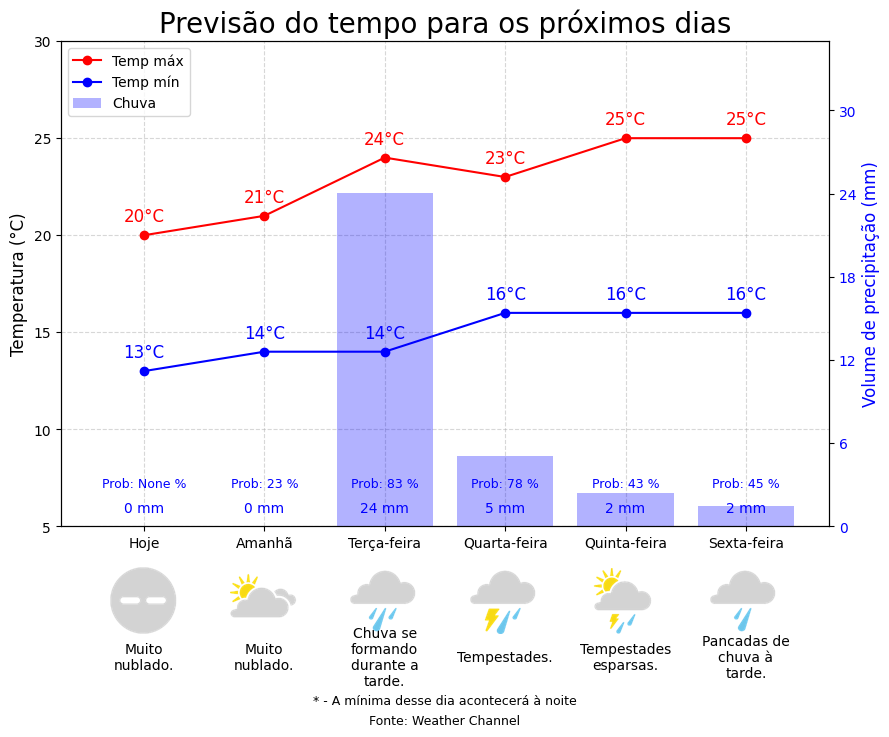 Previsão do tempo para os próximos dias
Temp máx
Temp mín
Chuva
Temperatura (°C)
30
25
20
15
10
5
Volume de precipitação (mm)
30
24
18
12
6
0
20°C
21°C
24°C
23°C
25°C
25°C
13°C
14°C
14°C
16°C
16°C
16°C
Prob: None %
Prob: 23 %
Prob: 83 %
Prob: 78 %
Prob: 43 %
Prob: 45 %
0 mm
0 mm
24 mm
5 mm
2 mm
2 mm
Hoje
Amanhã
Terça-feira
Quarta-feira
Quinta-feira
Sexta-feira
Muito
nublado.
Muito
nublado.
Chuva se
formando
durante a
tarde.
Tempestades.
Tempestades
esparsas.
Pancadas de
chuva à
tarde.
* - A mínima desse dia acontecerá à noite
Fonte: Weather Channel